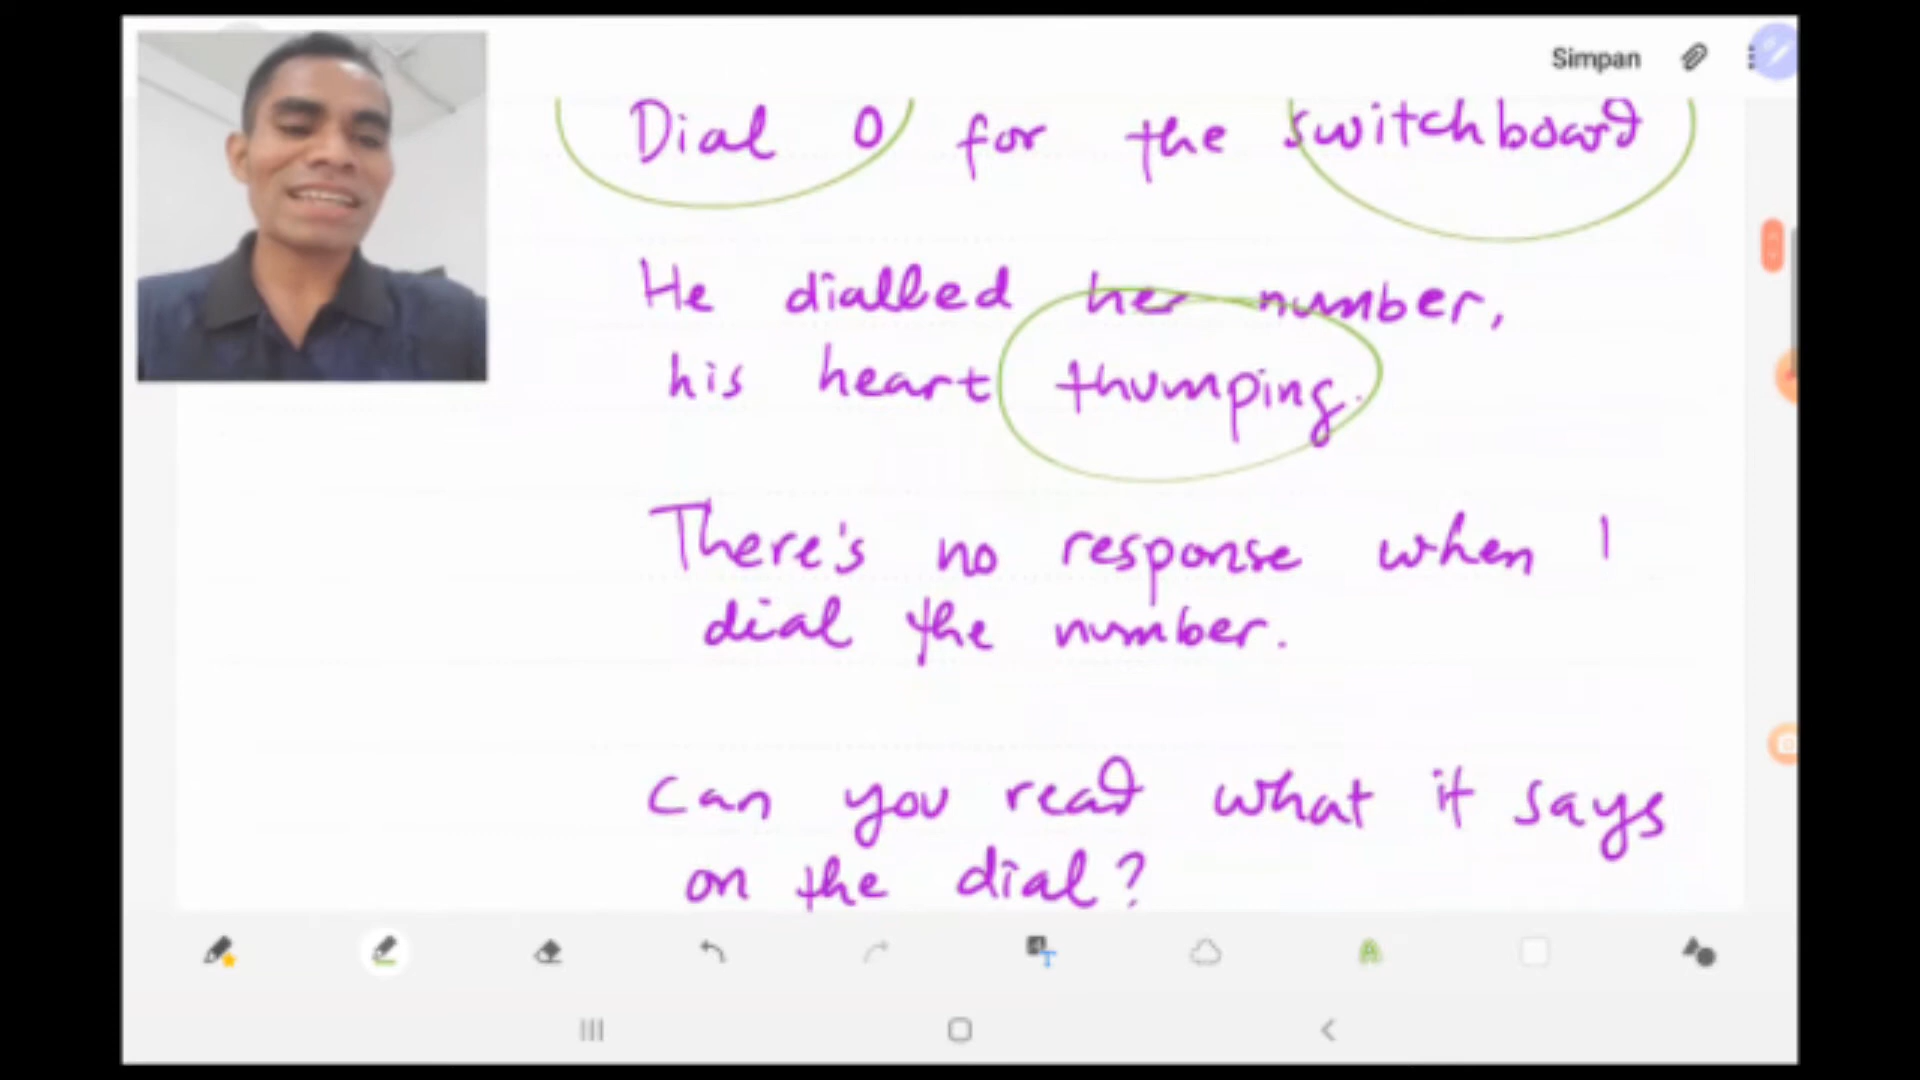 Simpan
Dial 0 for the switchboard
He dialled her number,
his heart thumping.
There's no response when I
dial the number.
Can you read what it says
on the dial?